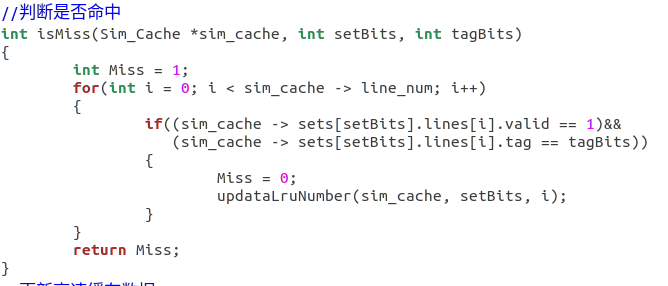 //判断是否命中
int isMiss(Sim_Cache *sim_cache, int setBits, int tagBits)
{
        int Miss = 1;
        for(int i = 0; i < sim_cache -> line_num; i++)
        {
                if((sim_cache -> sets[setBits].lines[i].valid == 1)&&
                   (sim_cache -> sets[setBits].lines[i].tag == tagBits))
                {
                        Miss = 0;
                        updataLruNumber(sim_cache, setBits, i);
                }
        }
        return Miss;
}